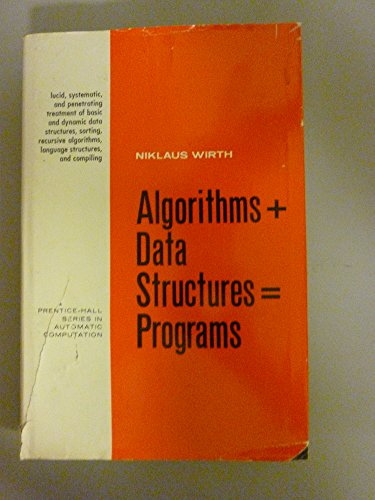 lucid, systematic,
and penetrating
treatment of basic
and dynamic data
structures, sorting,
recursive algorithms,
language structures,
and compiling
NIKLAUS WIRTH
Algorithms +
Data
Structures =
Programs
PRENTICE-HALL
SERIES IN
AUTOMATIC
COMPUTATION